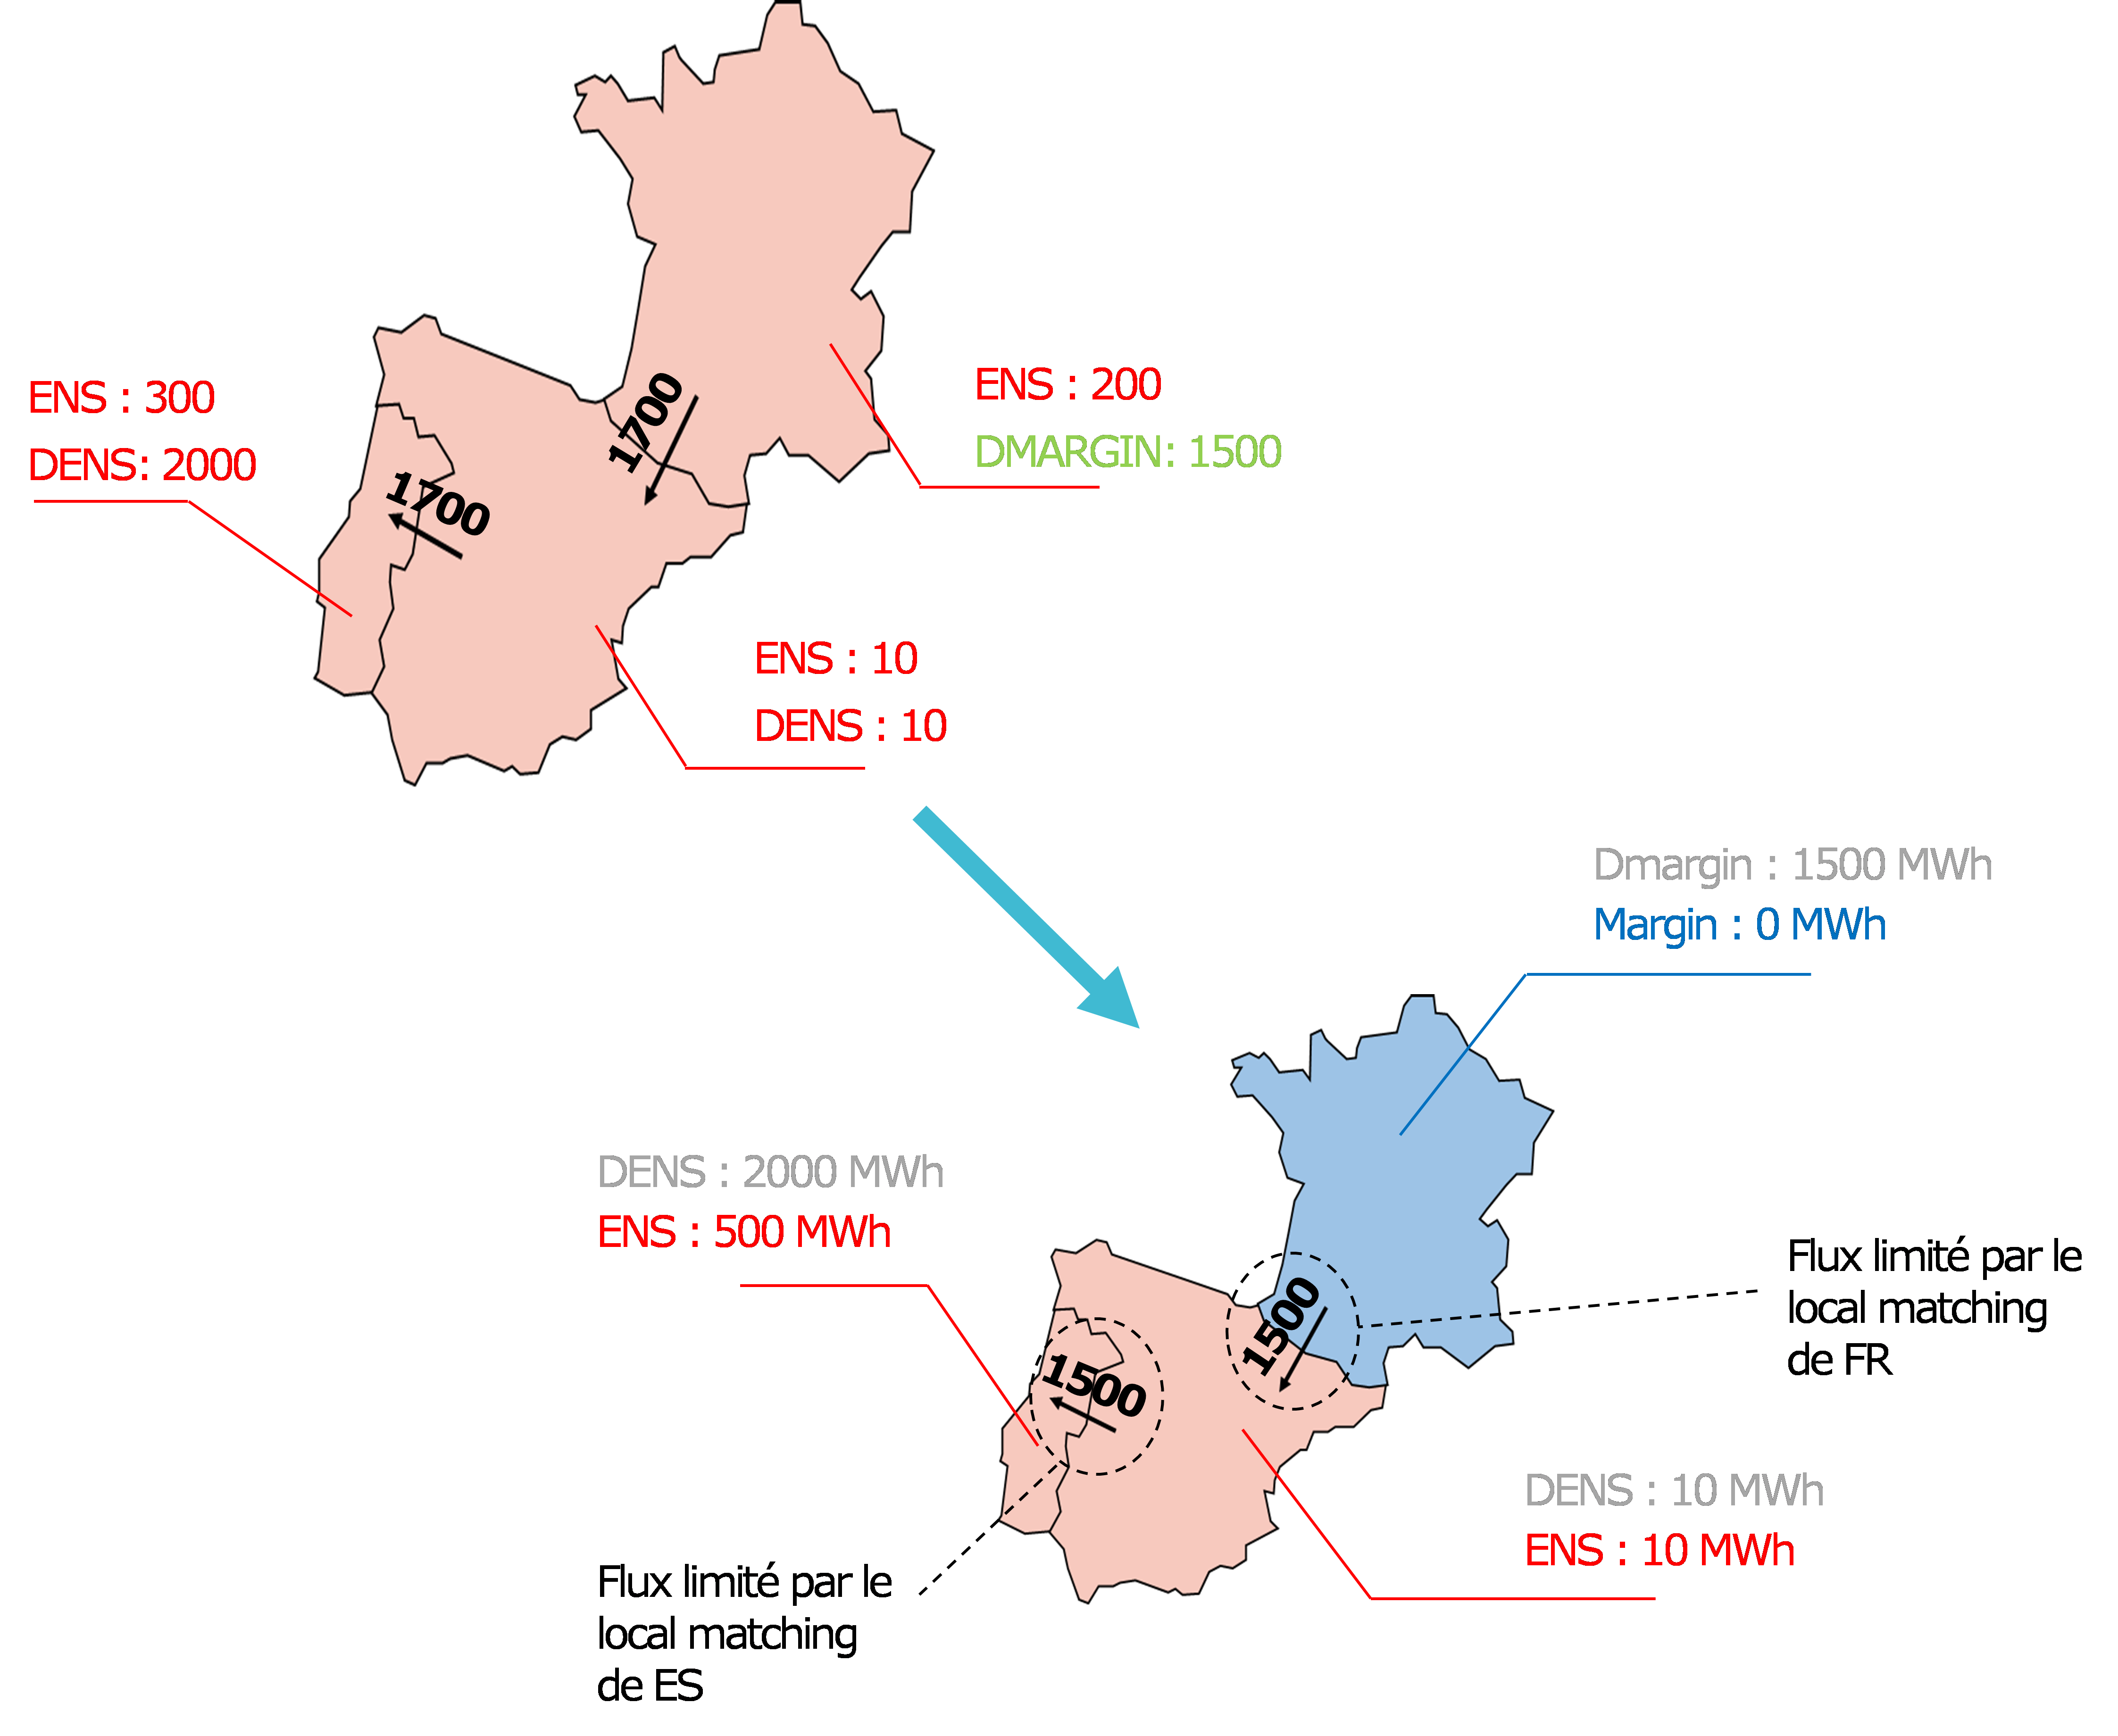 1700
ENS : 300
DENS: 2000
ENS : 200
DMARGIN: 1500
1700
ENS : 10
DENS : 10
Dmargin : 1500 MWh
Margin : 0 MWh
DENS : 2000 MWh
ENS : 500 MWh
Flux limité par le
local matching
de FR
1500
1500
DENS : 10 MWh
ENS : 10 MWh
Flux limité par le
local matching
de ES